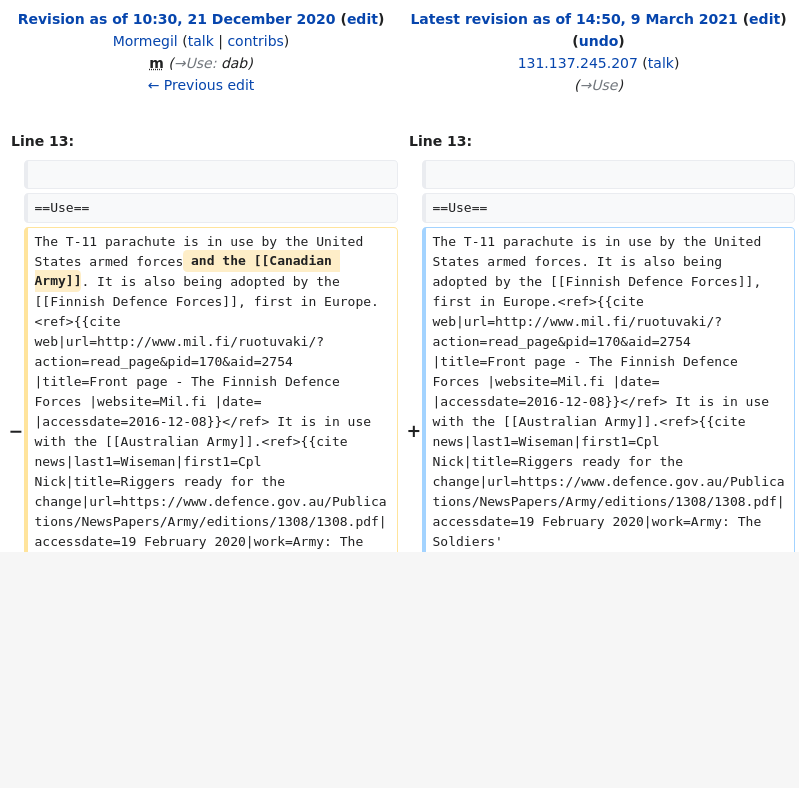 Revision as of 10:30, 21 December 2020 (edit)
Mormegil (talk | contribs)
m (→Use: dab)
← Previous edit
Latest revision as of 14:50, 9 March 2021 (edit)
(undo)
131.137.245.207 (talk)
(→Use)
Line 13:
Line 13:
==Use==
==Use==
−
The T-11 parachute is in use by the United
States armed forces and the [[Canadian
Army]]. It is also being adopted by the
[[Finnish Defence Forces]], first in Europe.
<ref>{{cite
web|url=http://www.mil.fi/ruotuvaki/?
action=read_page&pid=170&aid=2754
|title=Front page - The Finnish Defence
Forces |website=Mil.fi |date=
|accessdate=2016-12-08}}</ref> It is in use
with the [[Australian Army]].<ref>{{cite
news|last1=Wiseman|first1=Cpl
Nick|title=Riggers ready for the
change|url=https://www.defence.gov.au/Publica
tions/NewsPapers/Army/editions/1308/1308.pdf|
accessdate=19 February 2020|work=Army: The
+
The T-11 parachute is in use by the United
States armed forces. It is also being
adopted by the [[Finnish Defence Forces]],
first in Europe.<ref>{{cite
web|url=http://www.mil.fi/ruotuvaki/?
action=read_page&pid=170&aid=2754
|title=Front page - The Finnish Defence
Forces |website=Mil.fi |date=
|accessdate=2016-12-08}}</ref> It is in use
with the [[Australian Army]].<ref>{{cite
news|last1=Wiseman|first1=Cpl
Nick|title=Riggers ready for the
change|url=https://www.defence.gov.au/Publica
tions/NewsPapers/Army/editions/1308/1308.pdf|
accessdate=19 February 2020|work=Army: The
Soldiers'